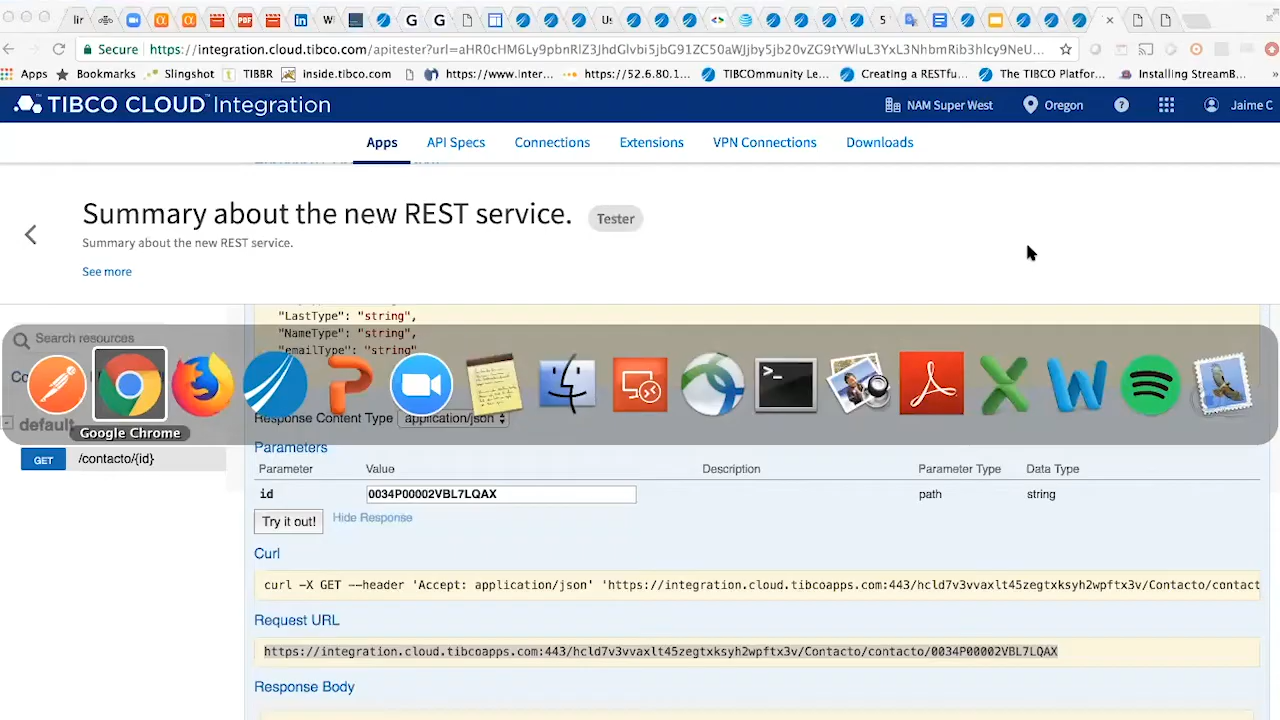 lir
W
G
G
Us
5
Secure https://integration.cloud.tibco.com/apitester?url=aHR0cHM6Ly9pbnRlZ3JhdGlvbi5jbG91ZC50aWJjby5jb20vZG9tYWluL3YxL3NhbmRib3hlcy9NeU...
Apps Bookmarks Slingshot TIBBR inside.tibco.com https://www.inter... https://52.6.80.1... TIBCOmmunity Le... Creating a RESTfu... The TIBCO Platfor... Installing StreamB... »
TIBCO CLOUD™ Integration NAM Super West Oregon ? Jaime C
Apps API Specs Connections Extensions VPN Connections Downloads
Summary about the new REST service. Tester
Summary about the new REST service.
See more
"LastType": "string",
"NameType": "string",
"emailType": "string"
Search resources
Google Chrome
Response Content Type application/json
default
GET /contacto/{id}
Parameters
Parameter Value Description Parameter Type Data Type
id 0034P00002VBL7LQAX path string
Try it out! Hide Response
Curl
curl -X GET --header 'Accept: application/json' 'https://integration.cloud.tibcoapps.com:443/hcld7v3vvaxlt45zegtxksyh2wpftx3v/Contacto/contact
Request URL
https://integration.cloud.tibcoapps.com:443/hcld7v3vvaxlt45zegtxksyh2wpftx3v/Contacto/contacto/0034P00002VBL7LQAX
Response Body